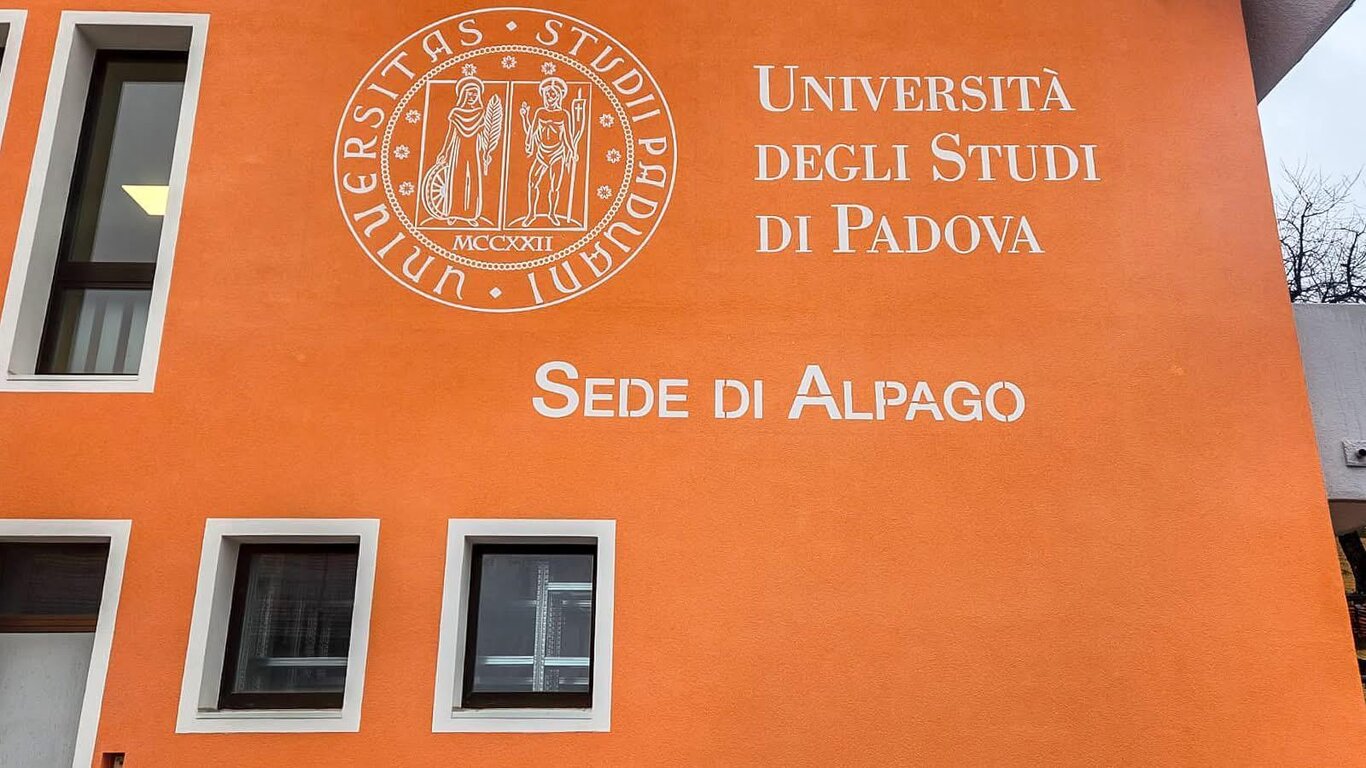 UNIVERSITAS · STUDII PADUANI ·
MCCXXII
Università
degli Studi
di Padova
Sede di Alpago